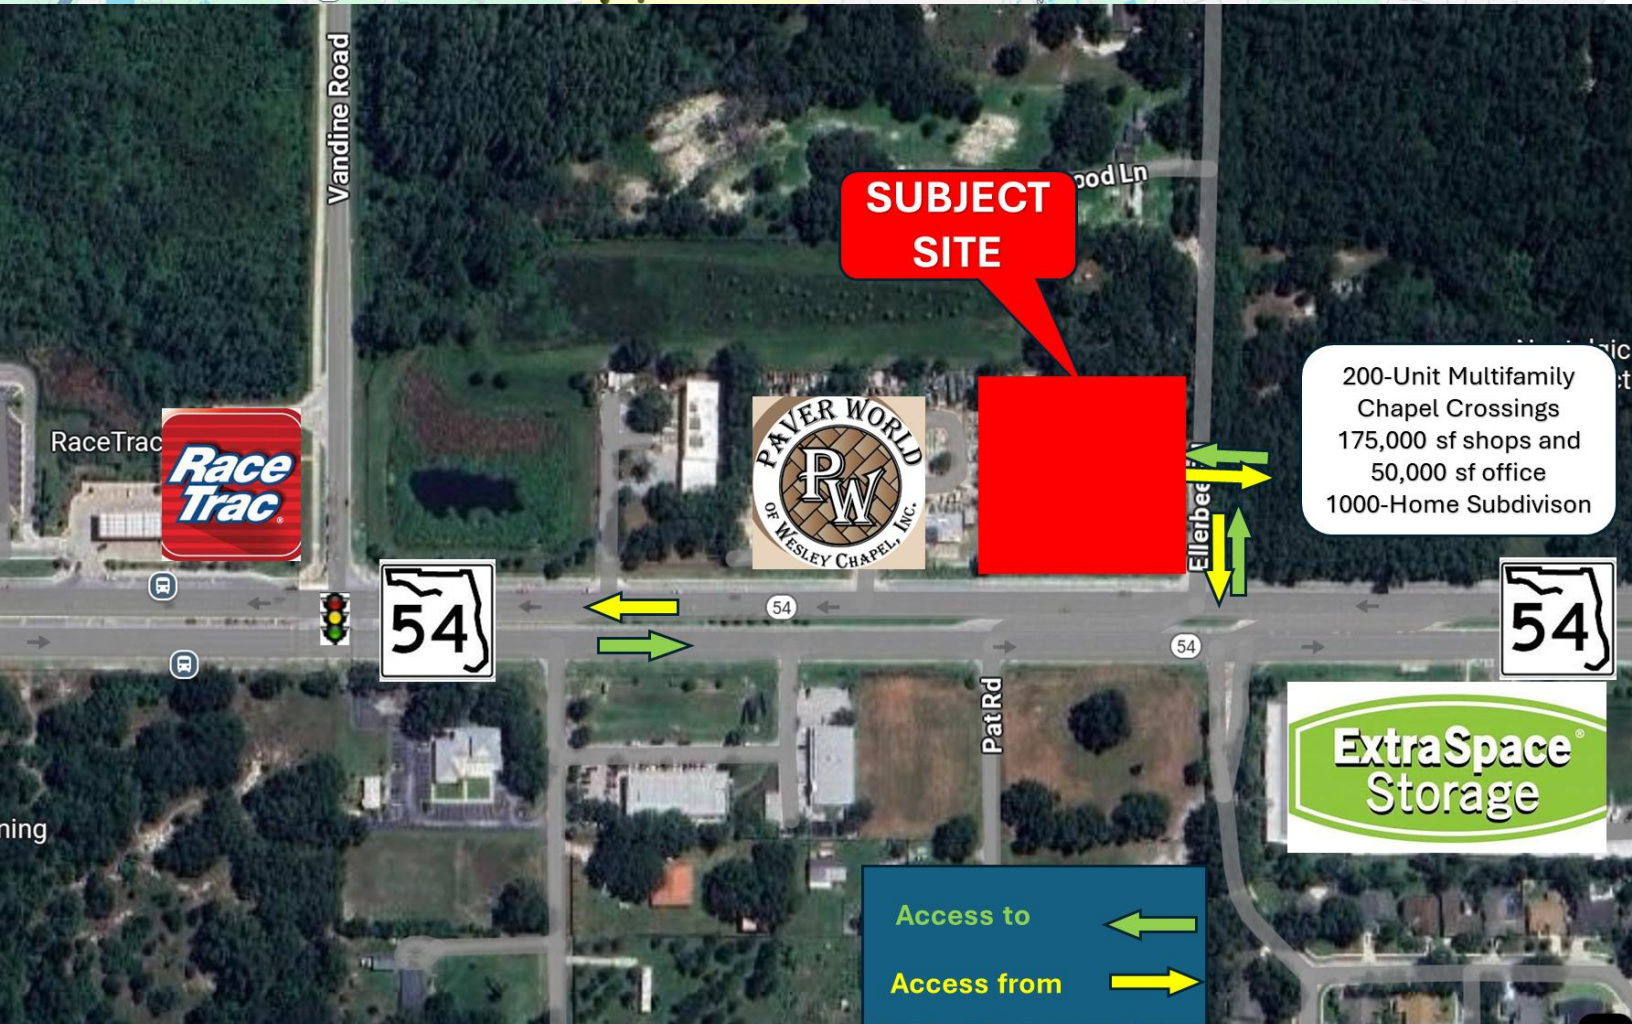 Vandine Road
ood Ln
SUBJECT
SITE
RaceTrac
Race
Trac
PAVER WORLD
PW
OF WESLEY CHAPEL, INC.
200-Unit Multifamily
Chapel Crossings
175,000 sf shops and
50,000 sf office
1000-Home Subdivison
Ellerbee
54
54
54
54
Pat Rd
ExtraSpace®
Storage
ning
Access to
Access from